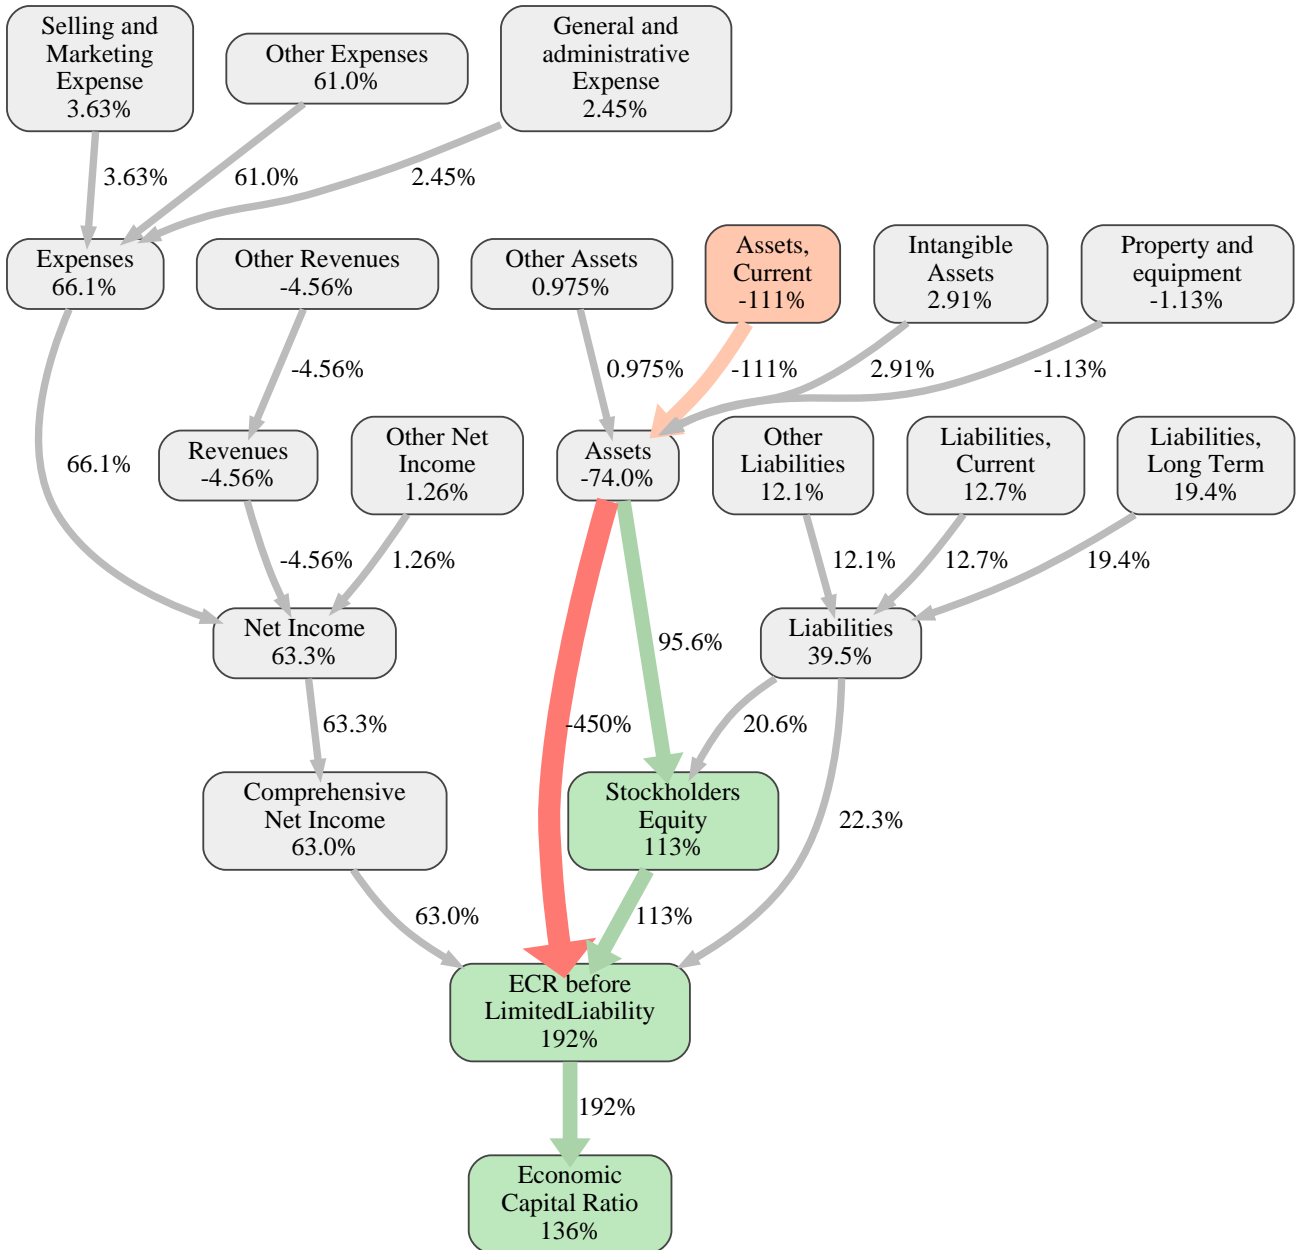 Selling and
Marketing
Expense
3.63%
Other Expenses
61.0%
General and
administrative
Expense
2.45%
3.63%
61.0%
2.45%
Expenses
66.1%
Other Revenues
-4.56%
Other Assets
0.975%
Assets,
Current
-111%
Intangible
Assets
2.91%
Property and
equipment
-1.13%
-4.56%
0.975%
-111%
2.91%
-1.13%
66.1%
Revenues
-4.56%
Other Net
Income
1.26%
Assets
-74.0%
Other
Liabilities
12.1%
Liabilities,
Current
12.7%
Liabilities,
Long Term
19.4%
-4.56%
1.26%
12.1%
12.7%
19.4%
Net Income
63.3%
95.6%
Liabilities
39.5%
63.3%
-450%
20.6%
Comprehensive
Net Income
63.0%
Stockholders
Equity
113%
22.3%
63.0%
113%
ECR before
LimitedLiability
192%
192%
Economic
Capital Ratio
136%